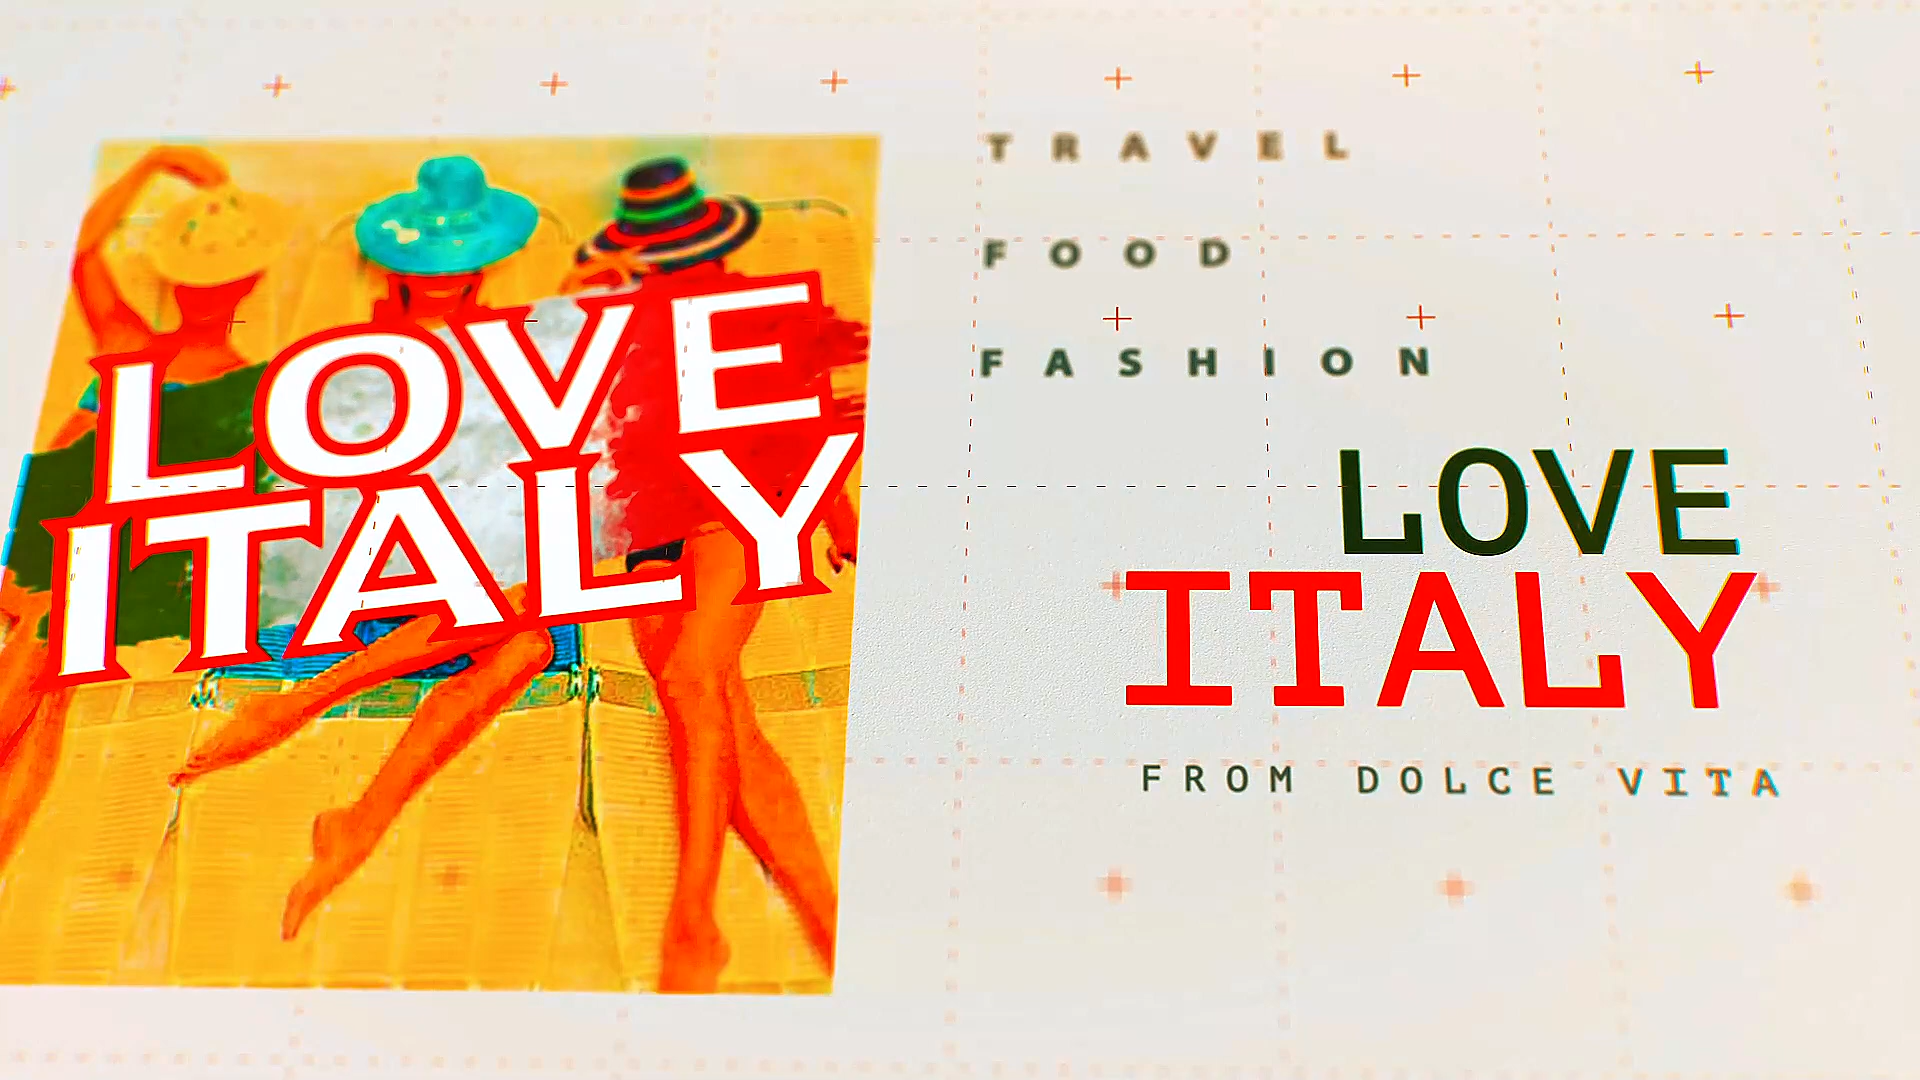 LOVE
ITALY
TRAVEL
FOOD
FASHION
LOVE
ITALY
FROM DOLCE VITA